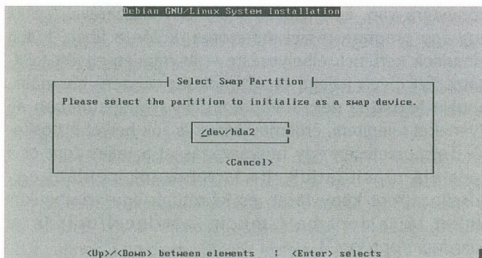 Debian GNU/Linux System Installation
Select Swap Partition
Please select the partition to initialize as a swap device.
/dev/hda2
<Cancel>
<Up>/<Down> between elements ¦ <Enter> selects